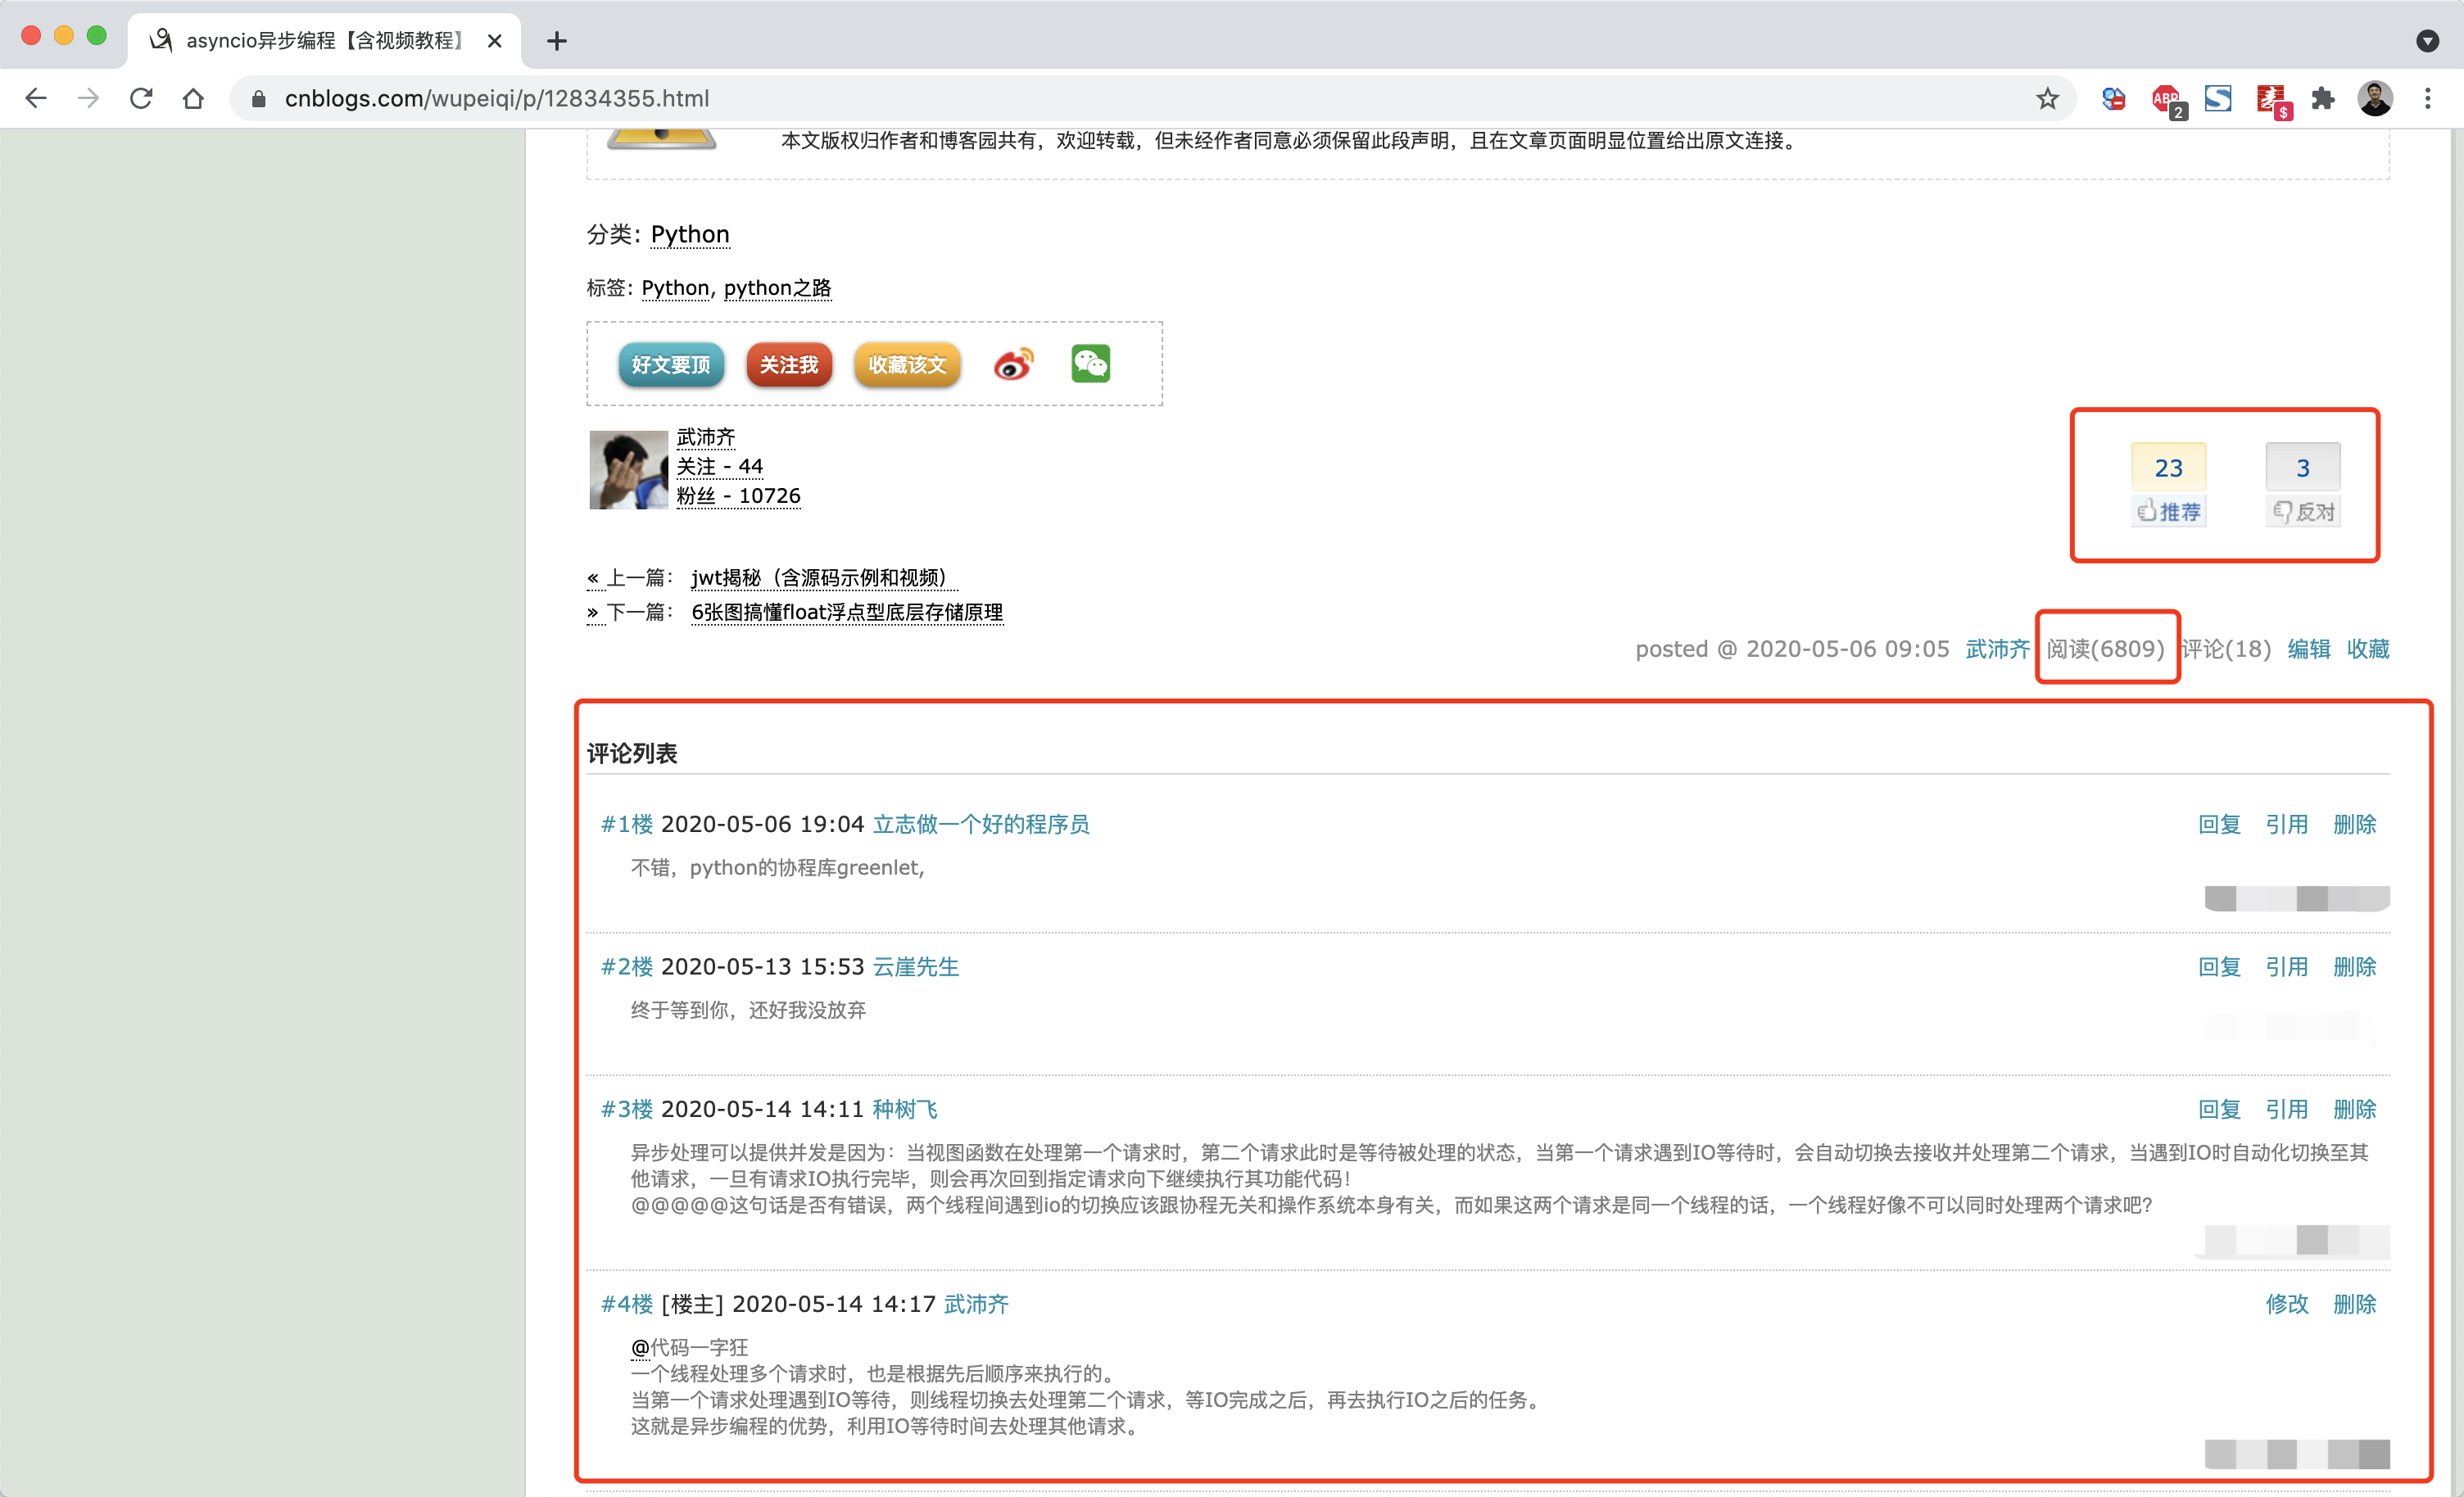 asyncio异步编程【含视频教程】
cnblogs.com/wupeiqi/p/12834355.html
ABP 2
S
$
本文版权归作者和博客园共有，欢迎转载，但未经作者同意必须保留此段声明，且在文章页面明显位置给出原文连接。
分类: Python
标签: Python, python之路
好文要顶 关注我 收藏该文
武沛齐
关注 - 44
粉丝 - 10726
23 3
推荐 反对
« 上一篇： jwt揭秘（含源码示例和视频）
» 下一篇： 6张图搞懂float浮点型底层存储原理
posted @ 2020-05-06 09:05 武沛齐 阅读(6809) 评论(18) 编辑 收藏
评论列表
#1楼 2020-05-06 19:04 立志做一个好的程序员 回复 引用 删除
不错，python的协程库greenlet,
#2楼 2020-05-13 15:53 云崖先生 回复 引用 删除
终于等到你，还好我没放弃
#3楼 2020-05-14 14:11 种树飞 回复 引用 删除
异步处理可以提供并发是因为：当视图函数在处理第一个请求时，第二个请求此时是等待被处理的状态，当第一个请求遇到IO等待时，会自动切换去接收并处理第二个请求，当遇到IO时自动化切换至其
他请求，一旦有请求IO执行完毕，则会再次回到指定请求向下继续执行其功能代码！
@@@@@这句话是否有错误，两个线程间遇到io的切换应该跟协程无关和操作系统本身有关，而如果这两个请求是同一个线程的话，一个线程好像不可以同时处理两个请求吧？
#4楼 [楼主] 2020-05-14 14:17 武沛齐 修改 删除
@代码一字狂
一个线程处理多个请求时，也是根据先后顺序来执行的。
当第一个请求处理遇到IO等待，则线程切换去处理第二个请求，等IO完成之后，再去执行IO之后的任务。
这就是异步编程的优势，利用IO等待时间去处理其他请求。